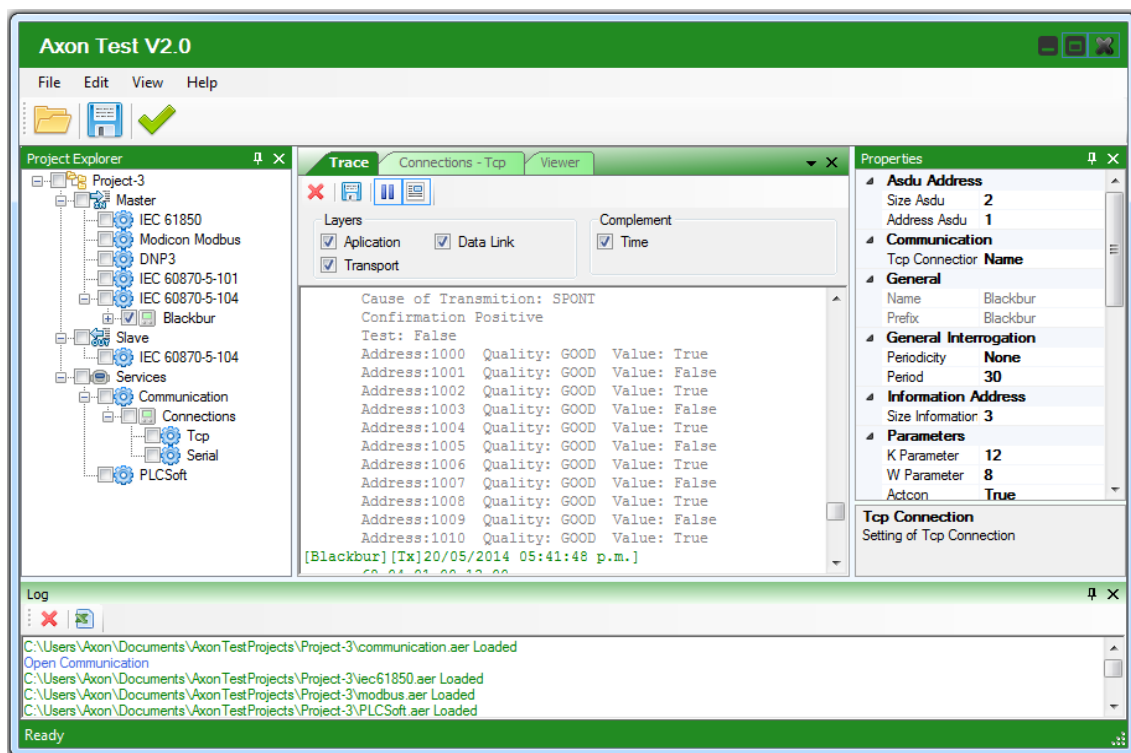 Axon Test V2.0
File Edit View Help
Project Explorer
Project-3
Master
IEC 61850
Modicon Modbus
DNP3
IEC 60870-5-101
IEC 60870-5-104
Blackbur
Slave
IEC 60870-5-104
Services
Communication
Connections
Tcp
Serial
PLCSoft
Trace Connections - Tcp Viewer
Layers
Aplication Data Link
Transport
Complement
Time
Cause of Transmition: SPONT
Confirmation Positive
Test: False
Address:1000 Quality: GOOD Value: True
Address:1001 Quality: GOOD Value: False
Address:1002 Quality: GOOD Value: True
Address:1003 Quality: GOOD Value: False
Address:1004 Quality: GOOD Value: True
Address:1005 Quality: GOOD Value: False
Address:1006 Quality: GOOD Value: True
Address:1007 Quality: GOOD Value: False
Address:1008 Quality: GOOD Value: True
Address:1009 Quality: GOOD Value: False
Address:1010 Quality: GOOD Value: True
[Blackbur][Tx]20/05/2014 05:41:48 p.m.]
Properties
Asdu Address
Size Asdu 2
Address Asdu 1
Communication
Tcp Connection Name
General
Name Blackbur
Prefix Blackbur
General Interrogation
Periodicity None
Period 30
Information Address
Size Information 3
Parameters
K Parameter 12
W Parameter 8
Actcon True
Tcp Connection
Setting of Tcp Connection
Log
C:\Users\Axon\Documents\AxonTestProjects\Project-3\communication.aer Loaded
Open Communication
C:\Users\Axon\Documents\AxonTestProjects\Project-3\iec61850.aer Loaded
C:\Users\Axon\Documents\AxonTestProjects\Project-3\modbus.aer Loaded
C:\Users\Axon\Documents\AxonTestProjects\Project-3\PLCSoft.aer Loaded
Ready